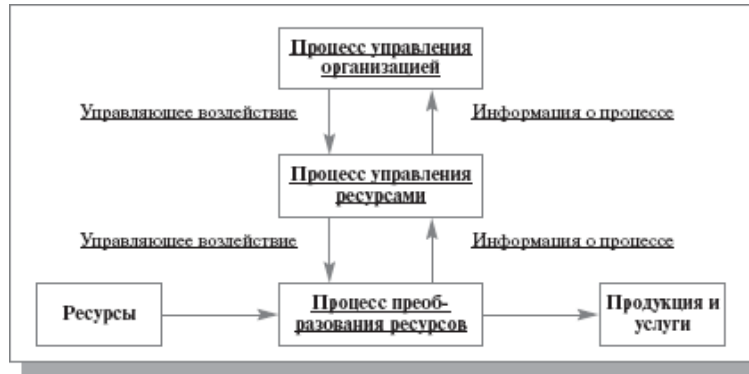 Процесс управления
организацией
Управляющее воздействие
Информация о процессе
Процесс управления
ресурсами
Управляющее воздействие
Информация о процессе
Ресурсы
Процесс преоб-
разования ресурсов
Продукция и
услуги